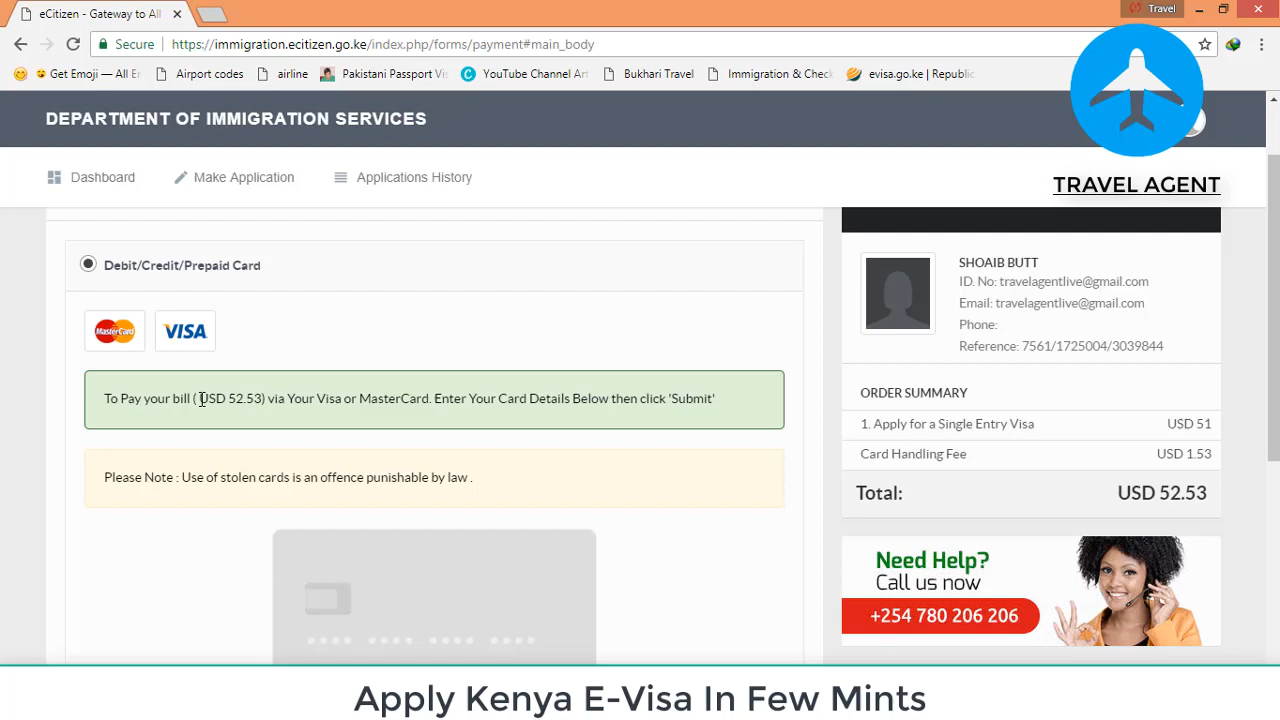 eCitizen - Gateway to All
Travel
Secure
https://immigration.ecitizen.go.ke/index.php/forms/payment#main_body
Get Emoji — All E
Airport codes
airline
Pakistani Passport Vi
YouTube Channel Art
Bukhari Travel
Immigration & Check
evisa.go.ke / Republic
DEPARTMENT OF IMMIGRATION SERVICES
Dashboard
Make Application
Applications History
TRAVEL AGENT
Debit/Credit/Prepaid Card
MasterCard
VISA
To Pay your bill ( USD 52.53) via Your Visa or MasterCard. Enter Your Card Details Below then click 'Submit'
Please Note : Use of stolen cards is an offence punishable by law .
SHOAIB BUTT
ID. No: travelagentlive@gmail.com
Email: travelagentlive@gmail.com
Phone:
Reference: 7561/1725004/3039844
ORDER SUMMARY
1. Apply for a Single Entry Visa USD 51
Card Handling Fee USD 1.53
Total: USD 52.53
Need Help?
Call us now
+254 780 206 206
Apply Kenya E-Visa In Few Mints